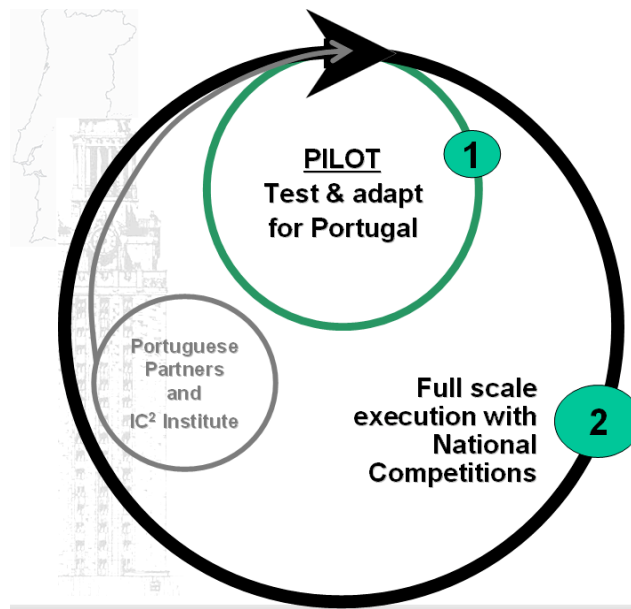 PILOT
Test & adapt
for Portugal
1
Portuguese
Partners
and
IC² Institute
Full scale
execution with
National
Competitions
2